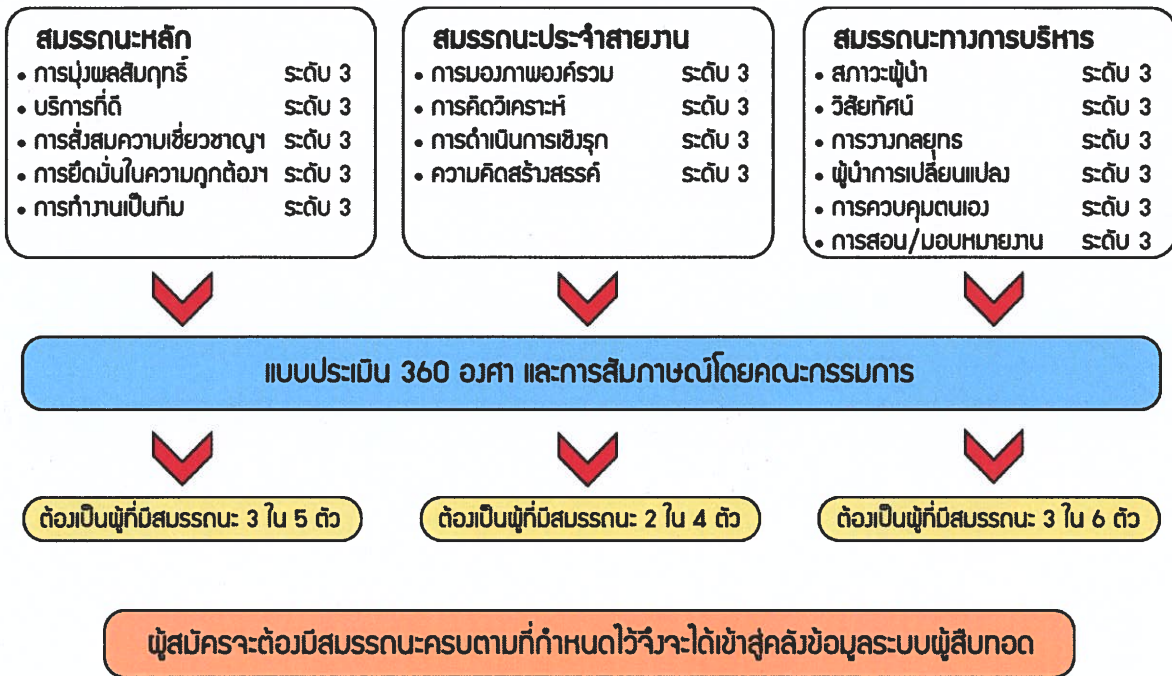 สมรรถนะหลัก
• การมุ่งผลสัมฤทธิ์ ระดับ 3
• บริการที่ดี ระดับ 3
• การสั่งสมความเชี่ยวชาญฯ ระดับ 3
• การยึดมั่นในความถูกต้องฯ ระดับ 3
• การทำงานเป็นทีม ระดับ 3
สมรรถนะประจำสายงาน
• การมองภาพองค์รวม ระดับ 3
• การคิดวิเคราะห์ ระดับ 3
• การดำเนินการเชิงรุก ระดับ 3
• ความคิดสร้างสรรค์ ระดับ 3
สมรรถนะทางการบริหาร
• สภาวะผู้นำ ระดับ 3
• วิสัยทัศน์ ระดับ 3
• การวางกลยุทธ ระดับ 3
• ผู้นำการเปลี่ยนแปลง ระดับ 3
• การควบคุมตนเอง ระดับ 3
• การสอน/มอบหมายงาน ระดับ 3
แบบประเมิน 360 องศา และการสัมภาษณ์โดยคณะกรรมการ
ต้องเป็นผู้ที่มีสมรรถนะ 3 ใน 5 ตัว
ต้องเป็นผู้ที่มีสมรรถนะ 2 ใน 4 ตัว
ต้องเป็นผู้ที่มีสมรรถนะ 3 ใน 6 ตัว
ผู้สมัครจะต้องมีสมรรถนะครบตามที่กำหนดไว้จึงจะได้เข้าสู่คลังข้อมูลระบบผู้สืบทอด